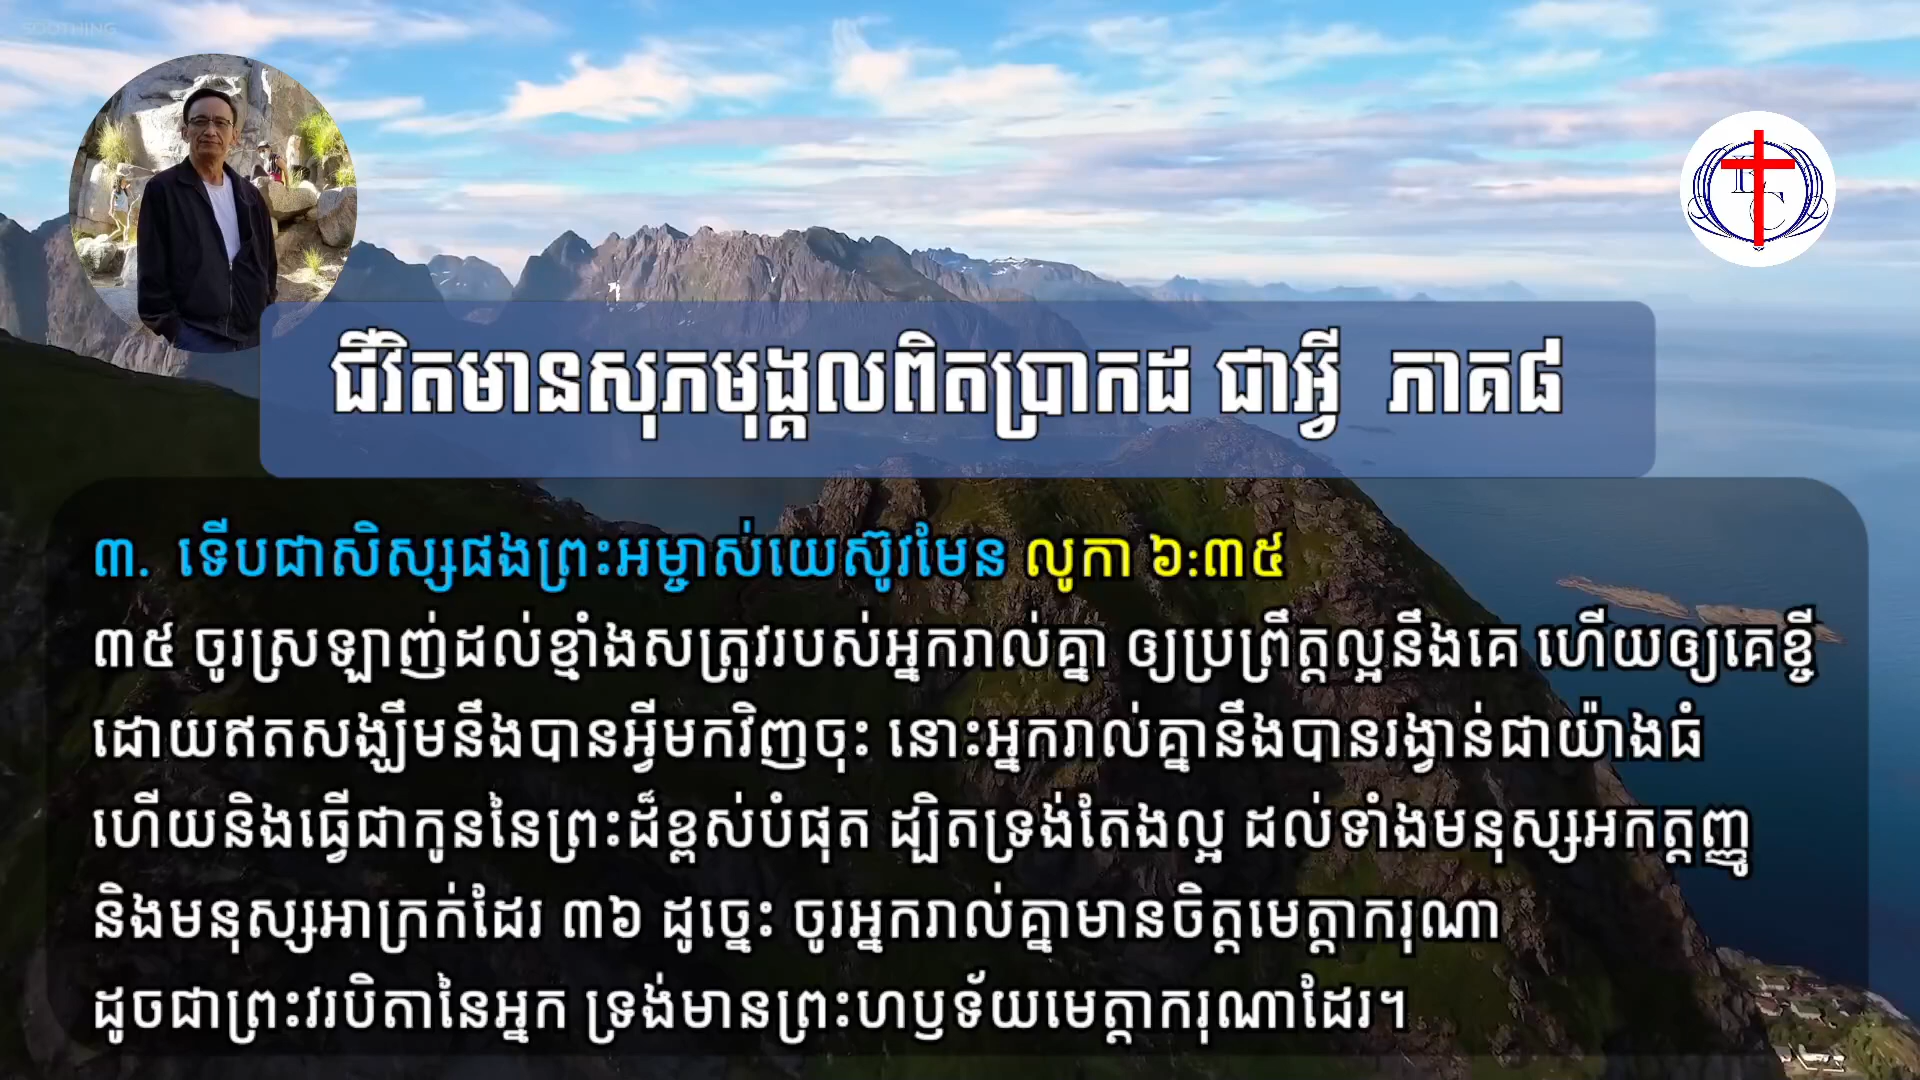 SOOTHING
ជីវិតមានសុភមុង្គលពិតប្រាកដ ជាអ្វី ភាគ៨
៣. ទើបជាសិស្សផងព្រះអម្ចាស់យេស៊ូវមែន លូកា ៦:៣៥
៣៥ ចូរស្រឡាញ់ដល់ខ្មាំងសត្រូវរបស់អ្នករាល់គ្នា ឲ្យប្រព្រឹត្តល្អនឹងគេ ហើយឲ្យគេខ្ចី
ដោយឥតសង្ឃឹមនឹងបានអ្វីមកវិញចុះ នោះអ្នករាល់គ្នានឹងបានរង្វាន់ជាយ៉ាងធំ
ហើយនិងធ្វើជាកូននៃព្រះដ៏ខ្ពស់បំផុត ដ្បិតទ្រង់តែងល្អ ដល់ទាំងមនុស្សអកត្តញ្ញូ
និងមនុស្សអាក្រក់ដែរ ៣៦ ដូច្នេះ ចូរអ្នករាល់គ្នាមានចិត្តមេត្តាករុណា
ដូចជាព្រះវរបិតានៃអ្នក ទ្រង់មានព្រះហឫទ័យមេត្តាករុណាដែរ។